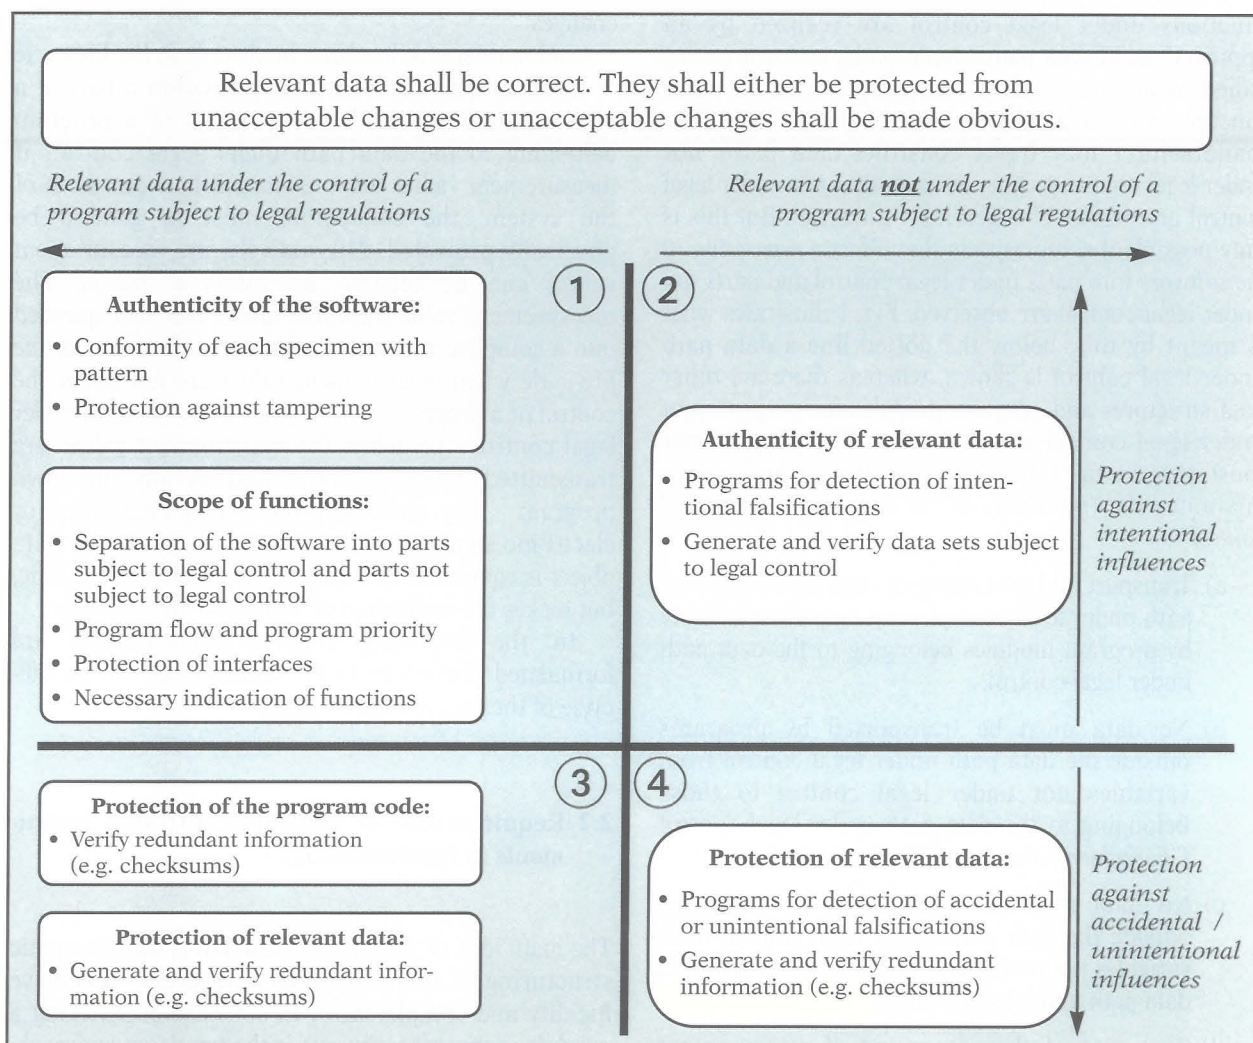 Relevant data shall be correct. They shall either be protected from
unacceptable changes or unacceptable changes shall be made obvious.
Relevant data under the control of a
program subject to legal regulations
Relevant data not under the control of a
program subject to legal regulations
1
2
Authenticity of the software:
• Conformity of each specimen with
pattern
• Protection against tampering
Scope of functions:
• Separation of the software into parts
subject to legal control and parts not
subject to legal control
• Program flow and program priority
• Protection of interfaces
• Necessary indication of functions
Authenticity of relevant data:
• Programs for detection of inten-
tional falsifications
• Generate and verify data sets subject
to legal control
Protection
against
intentional
influences
3
4
Protection of the program code:
• Verify redundant information
(e.g. checksums)
Protection of relevant data:
• Generate and verify redundant infor-
mation (e.g. checksums)
Protection of relevant data:
• Programs for detection of accidental
or unintentional falsifications
• Generate and verify redundant
information (e.g. checksums)
Protection
against
accidental /
unintentional
influences